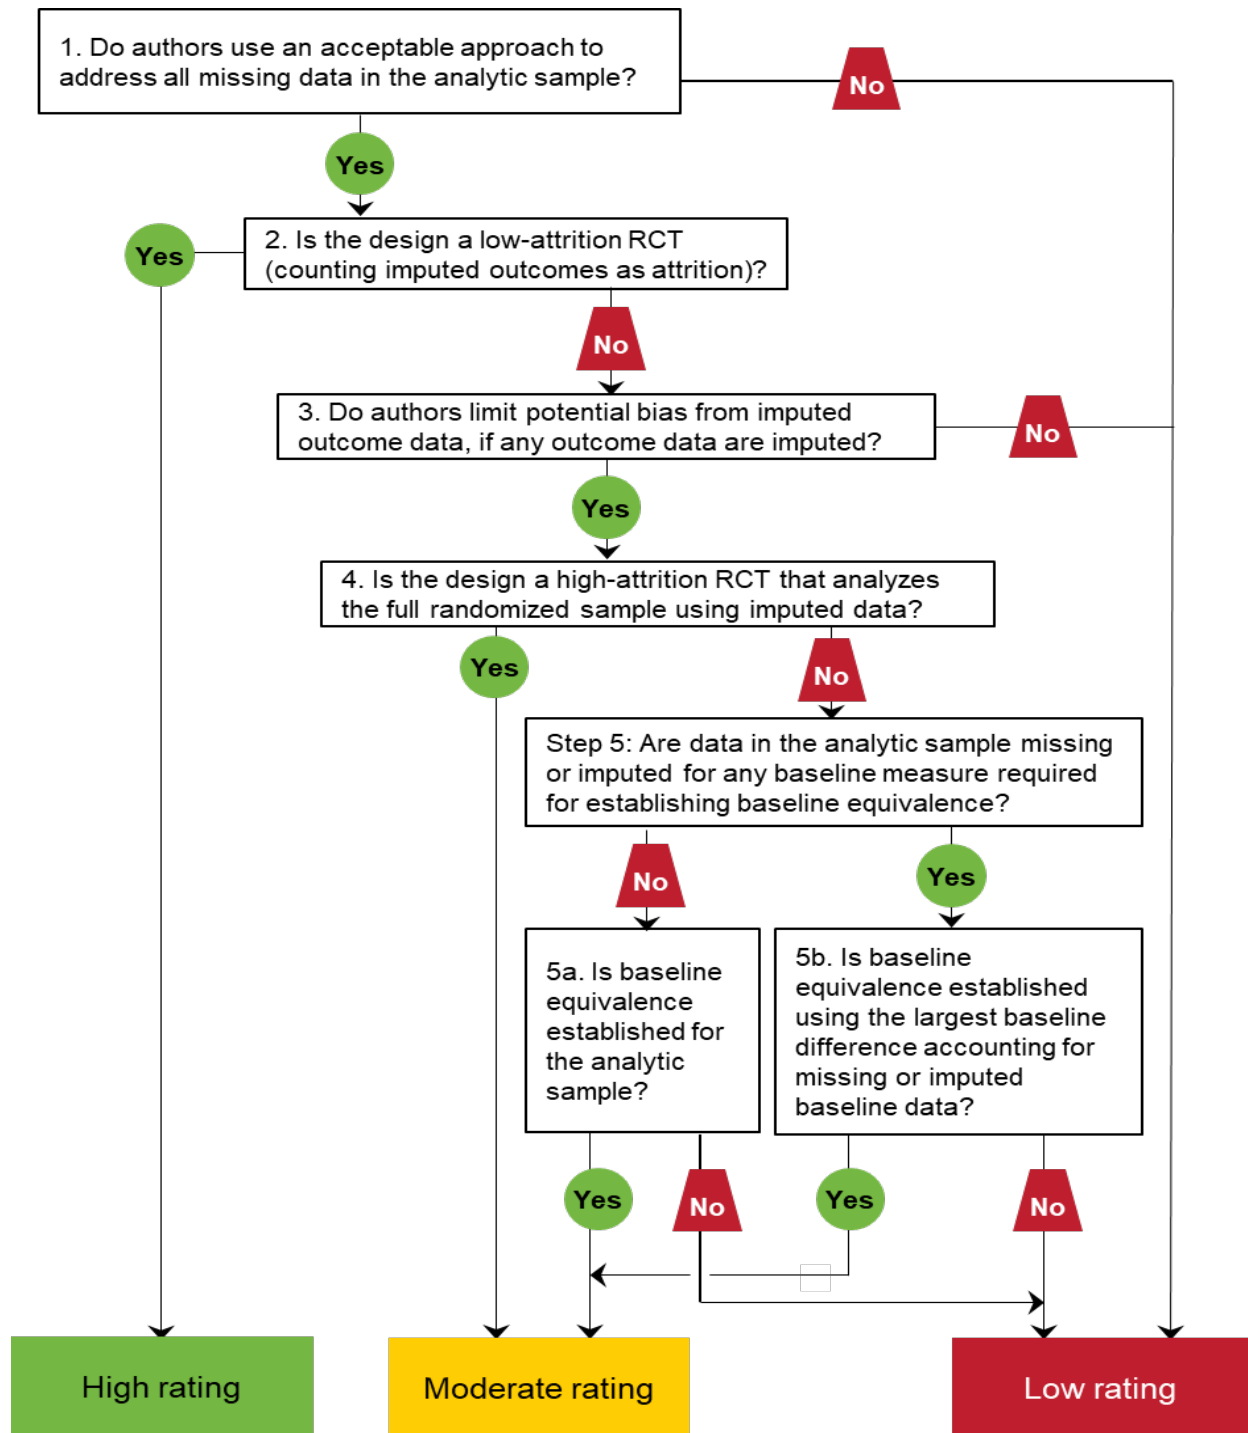 1. Do authors use an acceptable approach to
address all missing data in the analytic sample?
No
Yes
Yes
2. Is the design a low-attrition RCT
(counting imputed outcomes as attrition)?
No
3. Do authors limit potential bias from imputed
outcome data, if any outcome data are imputed?
No
Yes
4. Is the design a high-attrition RCT that analyzes
the full randomized sample using imputed data?
Yes
No
Step 5: Are data in the analytic sample missing
or imputed for any baseline measure required
for establishing baseline equivalence?
No
Yes
5a. Is baseline
equivalence
established for
the analytic
sample?
5b. Is baseline
equivalence established
using the largest baseline
difference accounting for
missing or imputed
baseline data?
Yes
No
Yes
No
High rating
Moderate rating
Low rating